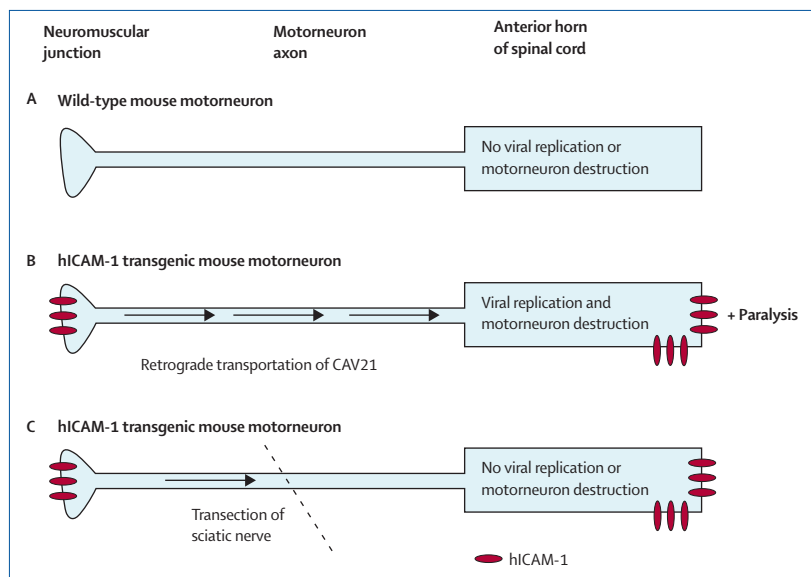 Neuromuscular
junction
Motorneuron
axon
Anterior horn
of spinal cord
A Wild-type mouse motorneuron
No viral replication or
motorneuron destruction
B hICAM-1 transgenic mouse motorneuron
Viral replication and
motorneuron destruction
+ Paralysis
Retrograde transportation of CAV21
C hICAM-1 transgenic mouse motorneuron
No viral replication or
motorneuron destruction
Transection of
sciatic nerve
hICAM-1